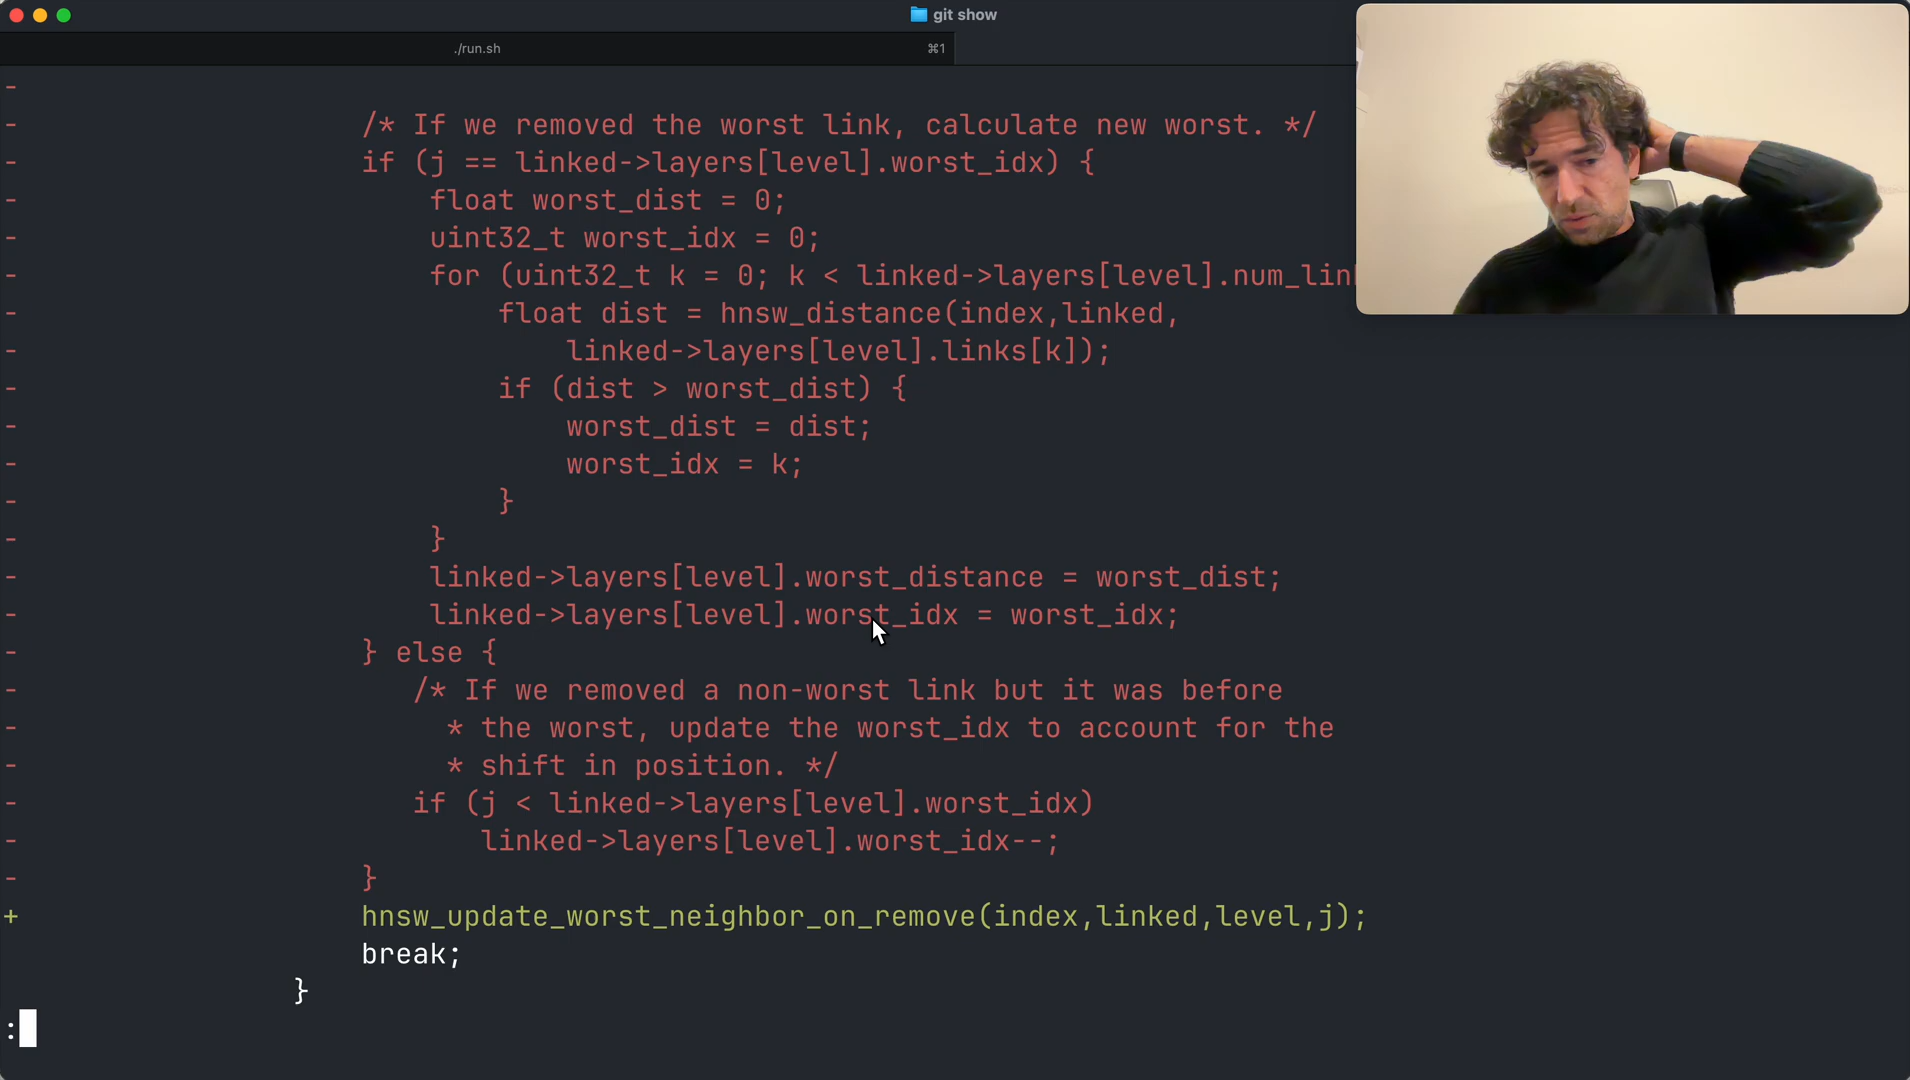 git show
./run.sh ⌘1
-
- /* If we removed the worst link, calculate new worst. */
- if (j == linked->layers[level].worst_idx) {
- float worst_dist = 0;
- uint32_t worst_idx = 0;
- for (uint32_t k = 0; k < linked->layers[level].num_lin
- float dist = hnsw_distance(index,linked,
- linked->layers[level].links[k]);
- if (dist > worst_dist) {
- worst_dist = dist;
- worst_idx = k;
- }
- }
- linked->layers[level].worst_distance = worst_dist;
- linked->layers[level].worst_idx = worst_idx;
- } else {
- /* If we removed a non-worst link but it was before
- * the worst, update the worst_idx to account for the
- * shift in position. */
- if (j < linked->layers[level].worst_idx)
- linked->layers[level].worst_idx--;
- }
+ hnsw_update_worst_neighbor_on_remove(index,linked,level,j);
break;
}
: